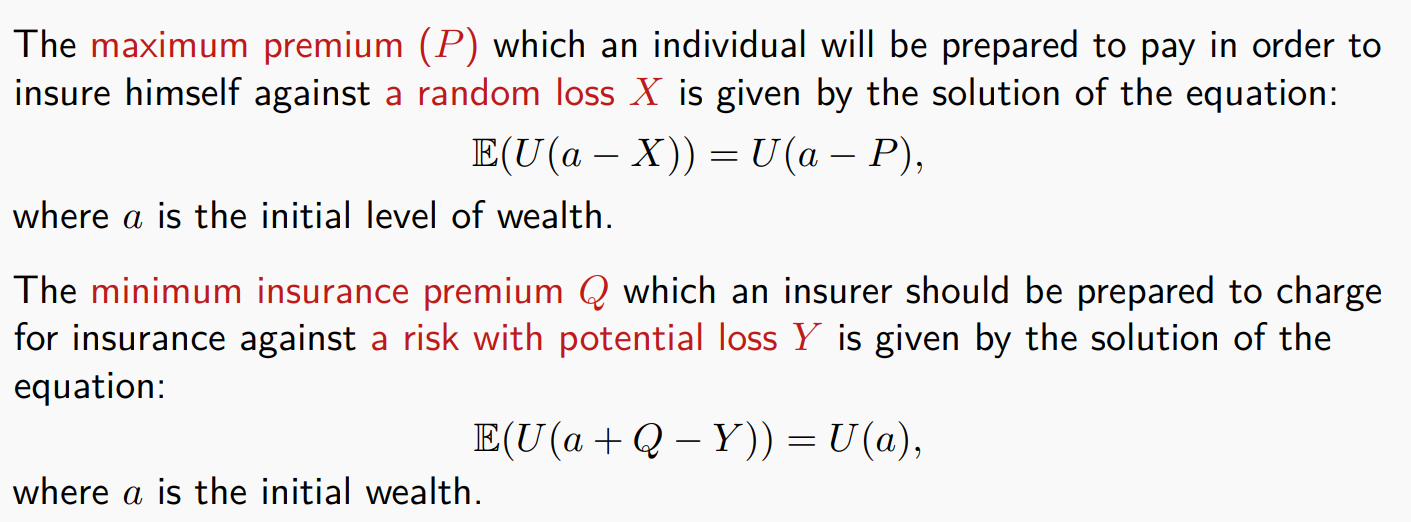 The maximum premium (P) which an individual will be prepared to pay in order to
insure himself against a random loss X is given by the solution of the equation:
𝔼(U(a − X)) = U(a − P),
where a is the initial level of wealth.
The minimum insurance premium Q which an insurer should be prepared to charge
for insurance against a risk with potential loss Y is given by the solution of the
equation:
𝔼(U(a + Q − Y)) = U(a),
where a is the initial wealth.